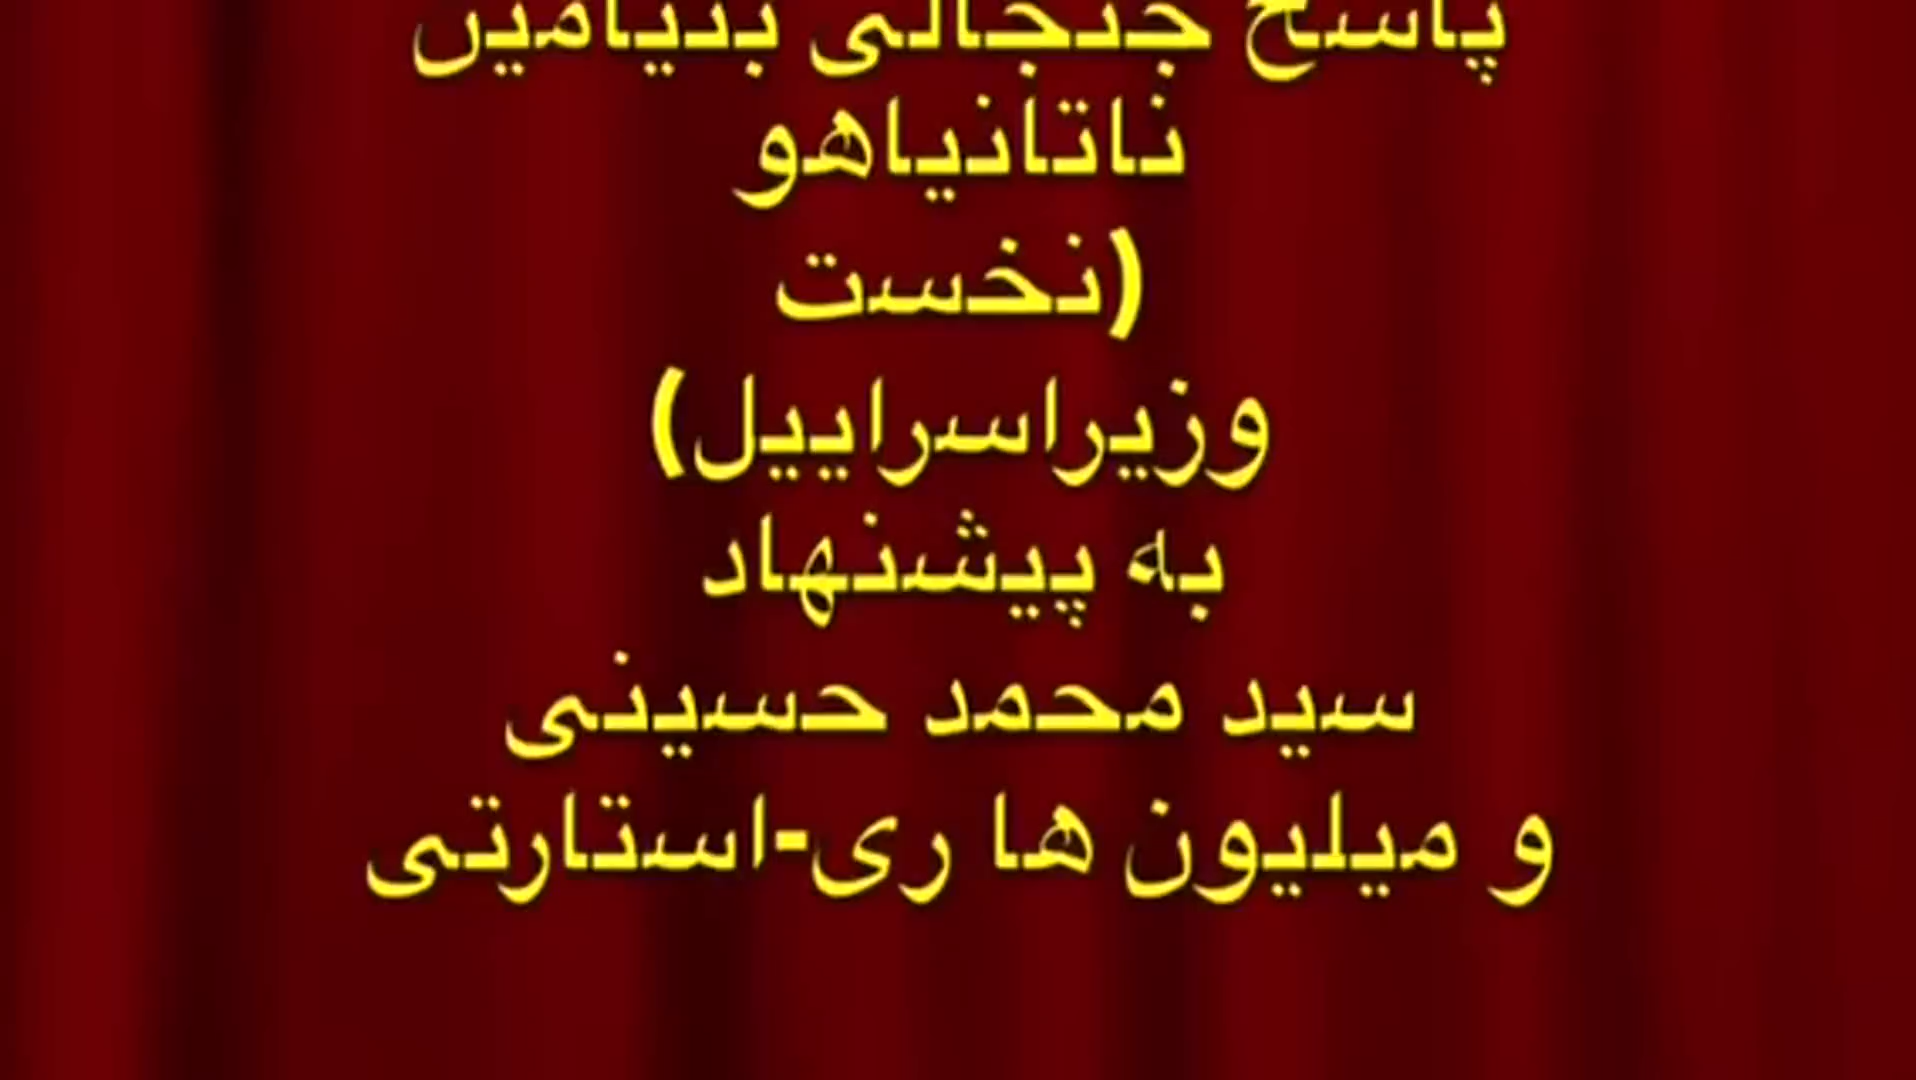 پاسخ جنجالی بنیامین
ناتانیاهو
(نخست
وزیراسراییل)
به پیشنهاد
سید محمد حسینی
و میلیون ها ری-استارتی